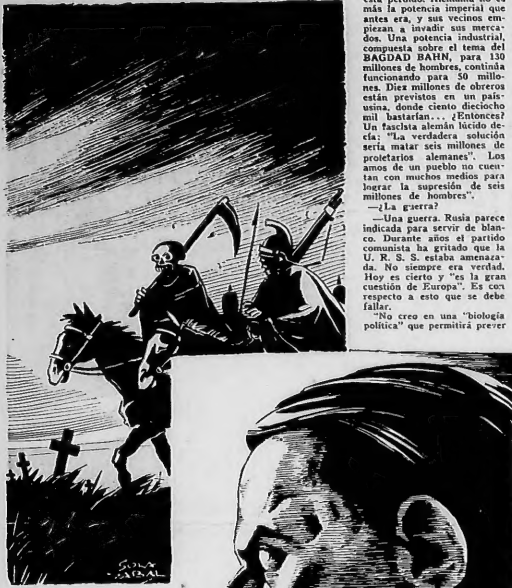 más la potencia imperial que
antes era, y sus vecinos em-
piezan a invadir sus merca-
dos. Una potencia industrial,
compuesta sobre el tema del
BAGDAD BAHN, para 130
millones de hombres, continúa
funcionando para 50 millo-
nes. Diez millones de obreros
están previstos en un país-
usina, donde ciento dieciocho
mil bastarían... ¿Entonces?
Un fascista alemán lúcido de-
cía: "La verdadera solución
sería matar seis millones de
proletarios alemanes". Los
amos de un pueblo no cuen-
tan con muchos medios para
lograr la supresión de seis
millones de hombres".
—¿La guerra?
—Una guerra. Rusia parece
indicada para servir de blan-
co. Durante años el partido
comunista ha gritado que la
U. R. S. S. estaba amenaza-
da. No siempre era verdad.
Hoy es cierto y "es la gran
cuestión de Europa". Es con
respecto a esto que se debe
fallar.
"No creo en una "biología
política" que permitirá prever